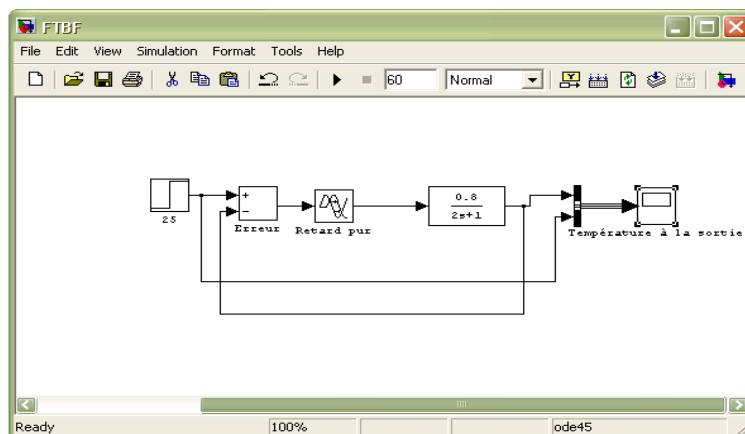 FTBF
File Edit View Simulation Format Tools Help
60 Normal
+
−
25
Erreur
Retard pur
0.8
2s+1
Température à la sortie
Ready 100% ode45